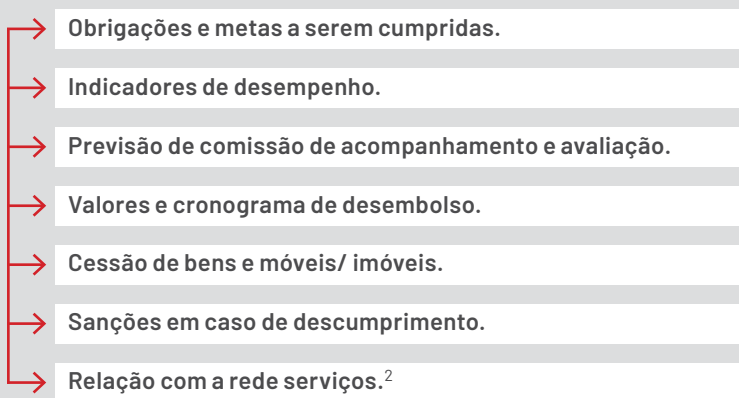 Obrigações e metas a serem cumpridas.
Indicadores de desempenho.
Previsão de comissão de acompanhamento e avaliação.
Valores e cronograma de desembolso.
Cessão de bens e móveis/ imóveis.
Sanções em caso de descumprimento.
Relação com a rede serviços.²